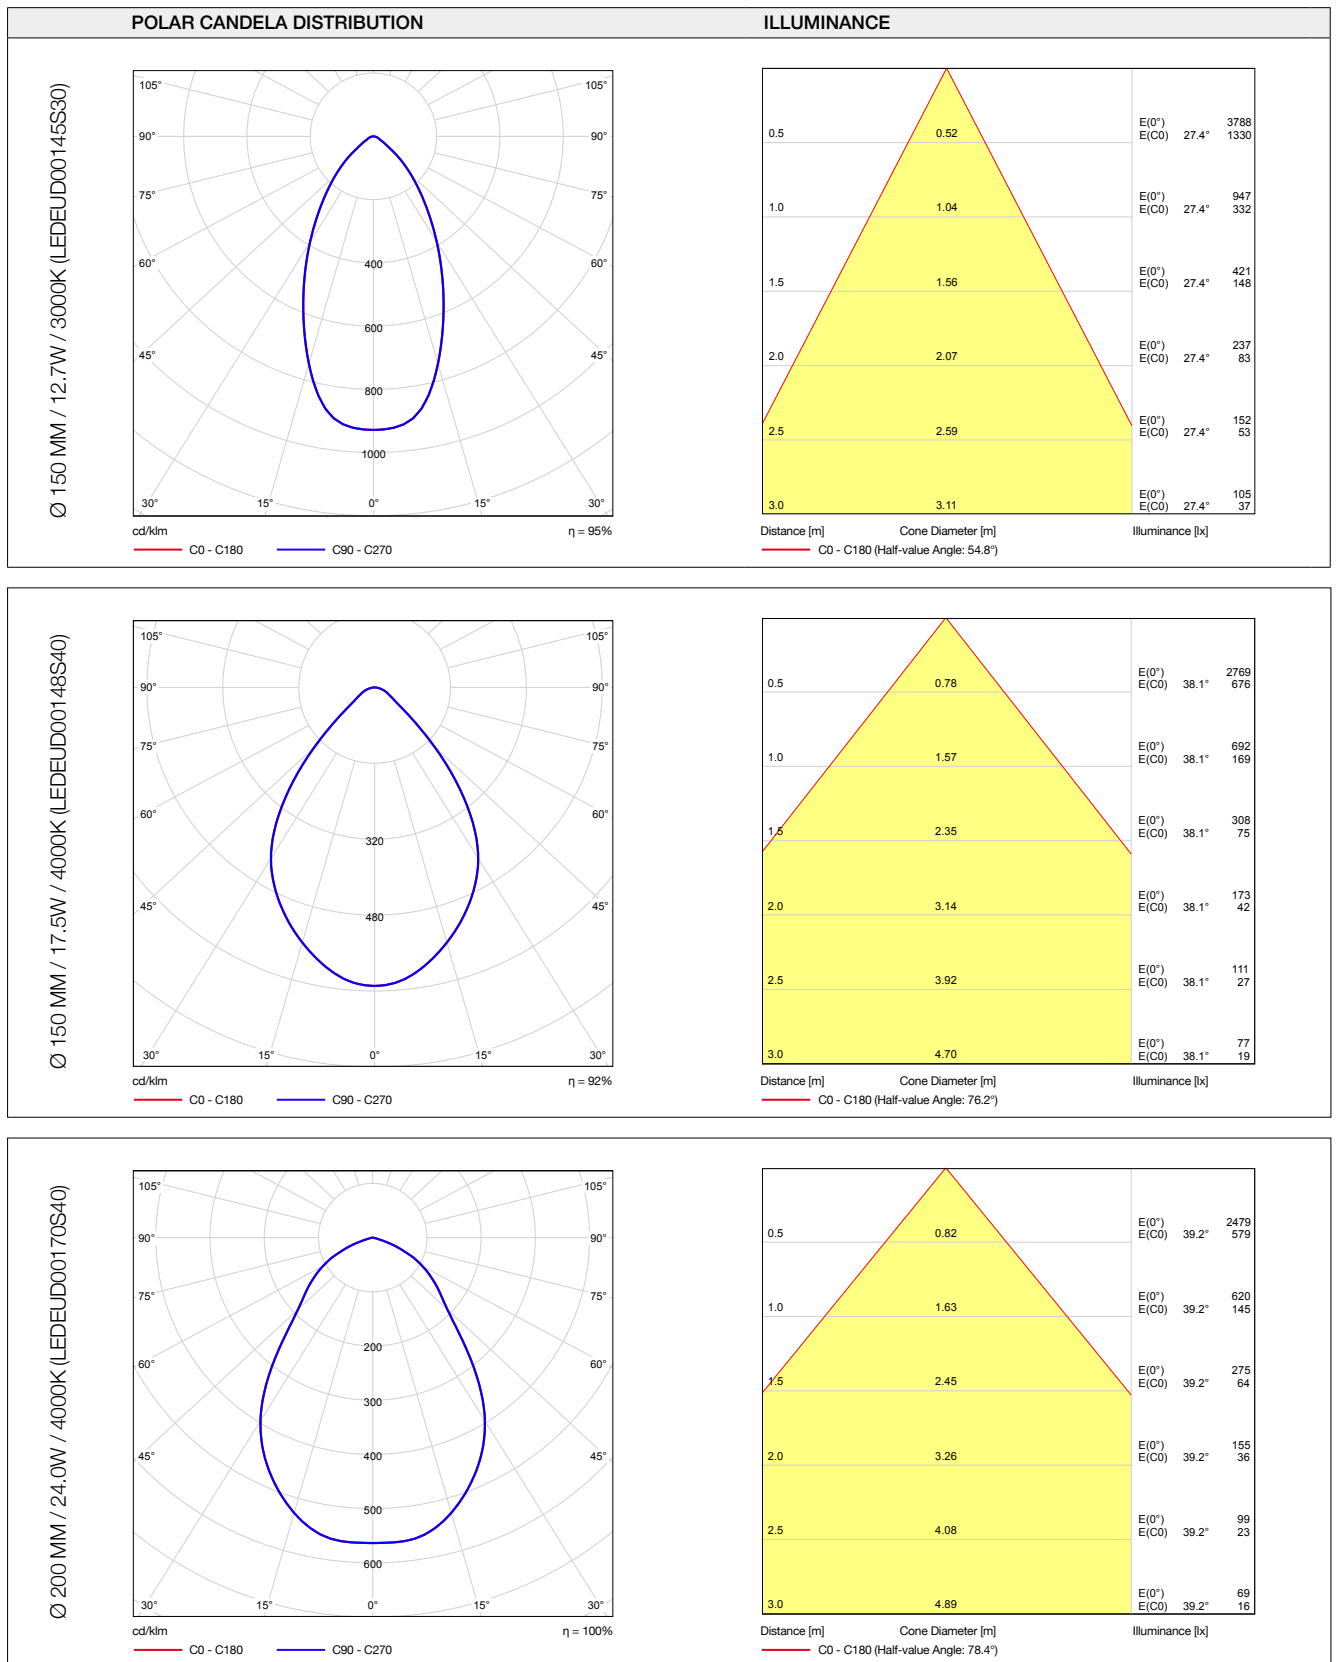 POLAR CANDELA DISTRIBUTION
ILLUMINANCE
Ø 150 MM / 12.7W / 3000K (LEDEUD00145S30)
105° 105°
90° 90°
75° 75°
60° 60°
400
600
45° 45°
800
1000
30° 15° 0° 15° 30°
cd/klm η = 95%
C0 - C180 C90 - C270
0.5 0.52 E(0°) 3788
E(C0) 27.4° 1330
1.0 1.04 E(0°) 947
E(C0) 27.4° 332
1.5 1.56 E(0°) 421
E(C0) 27.4° 148
2.0 2.07 E(0°) 237
E(C0) 27.4° 83
2.5 2.59 E(0°) 152
E(C0) 27.4° 53
3.0 3.11 E(0°) 105
E(C0) 27.4° 37
Distance [m] Cone Diameter [m] Illuminance [lx]
C0 - C180 (Half-value Angle: 54.8°)
Ø 150 MM / 17.5W / 4000K (LEDEUD00148S40)
105° 105°
90° 90°
75° 75°
60° 60°
320
45° 45°
480
30° 15° 0° 15° 30°
cd/klm η = 92%
C0 - C180 C90 - C270
0.5 0.78 E(0°) 2769
E(C0) 38.1° 676
1.0 1.57 E(0°) 692
E(C0) 38.1° 169
1.5 2.35 E(0°) 308
E(C0) 38.1° 75
2.0 3.14 E(0°) 173
E(C0) 38.1° 42
2.5 3.92 E(0°) 111
E(C0) 38.1° 27
3.0 4.70 E(0°) 77
E(C0) 38.1° 19
Distance [m] Cone Diameter [m] Illuminance [lx]
C0 - C180 (Half-value Angle: 76.2°)
Ø 200 MM / 24.0W / 4000K (LEDEUD00170S40)
105° 105°
90° 90°
75° 75°
200
60° 60°
300
400
45° 45°
500
600
30° 15° 0° 15° 30°
cd/klm η = 100%
C0 - C180 C90 - C270
0.5 0.82 E(0°) 2479
E(C0) 39.2° 579
1.0 1.63 E(0°) 620
E(C0) 39.2° 145
1.5 2.45 E(0°) 275
E(C0) 39.2° 64
2.0 3.26 E(0°) 155
E(C0) 39.2° 36
2.5 4.08 E(0°) 99
E(C0) 39.2° 23
3.0 4.89 E(0°) 69
E(C0) 39.2° 16
Distance [m] Cone Diameter [m] Illuminance [lx]
C0 - C180 (Half-value Angle: 78.4°)